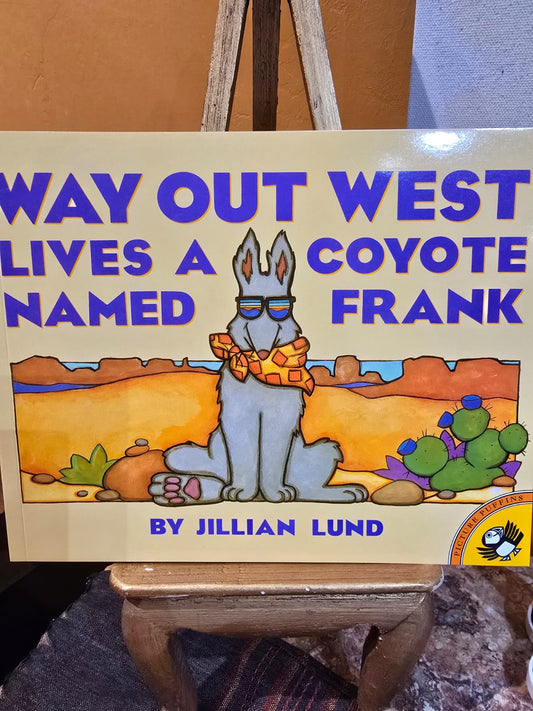 WAY OUT WEST
LIVES A COYOTE
NAMED FRANK
BY JILLIAN LUND
PICTURE PUFFINS